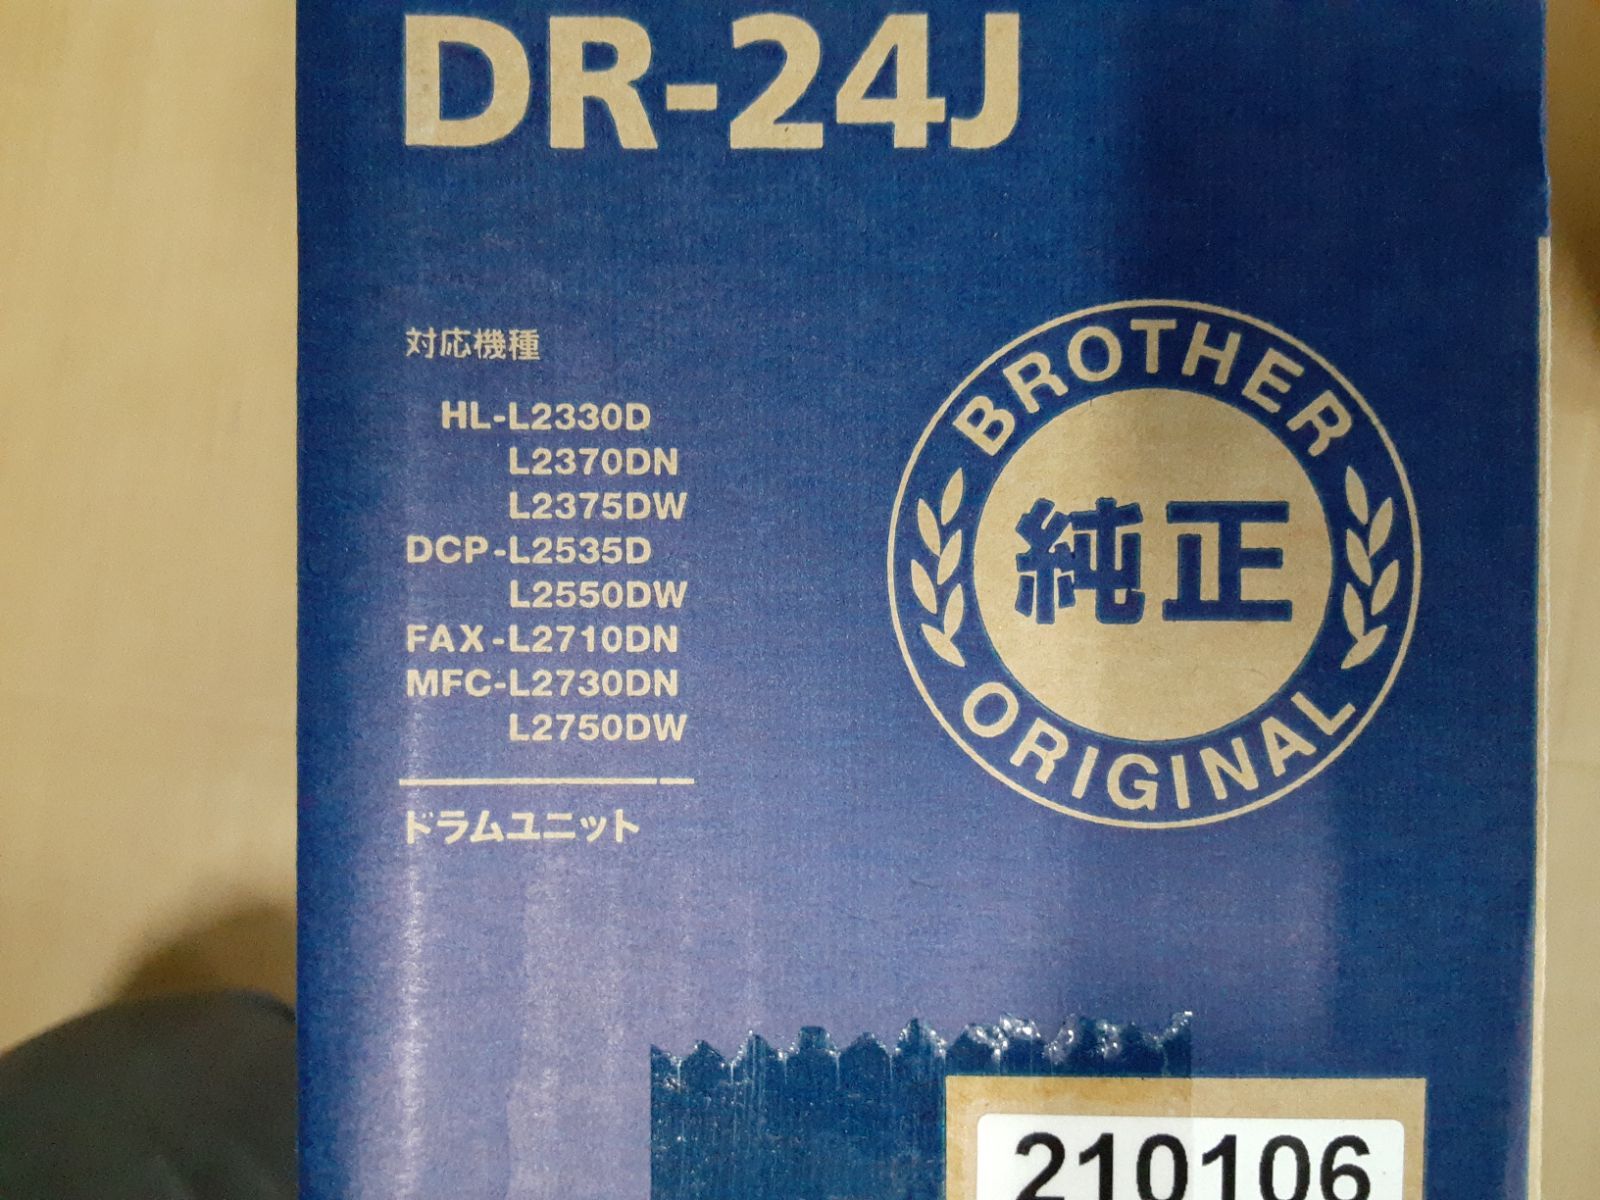 DR-24J
対応機種
HL-L2330D
L2370DN
L2375DW
DCP-L2535D
L2550DW
FAX-L2710DN
MFC-L2730DN
L2750DW
ドラムユニット
BROTHER
純正
ORIGINAL
210106